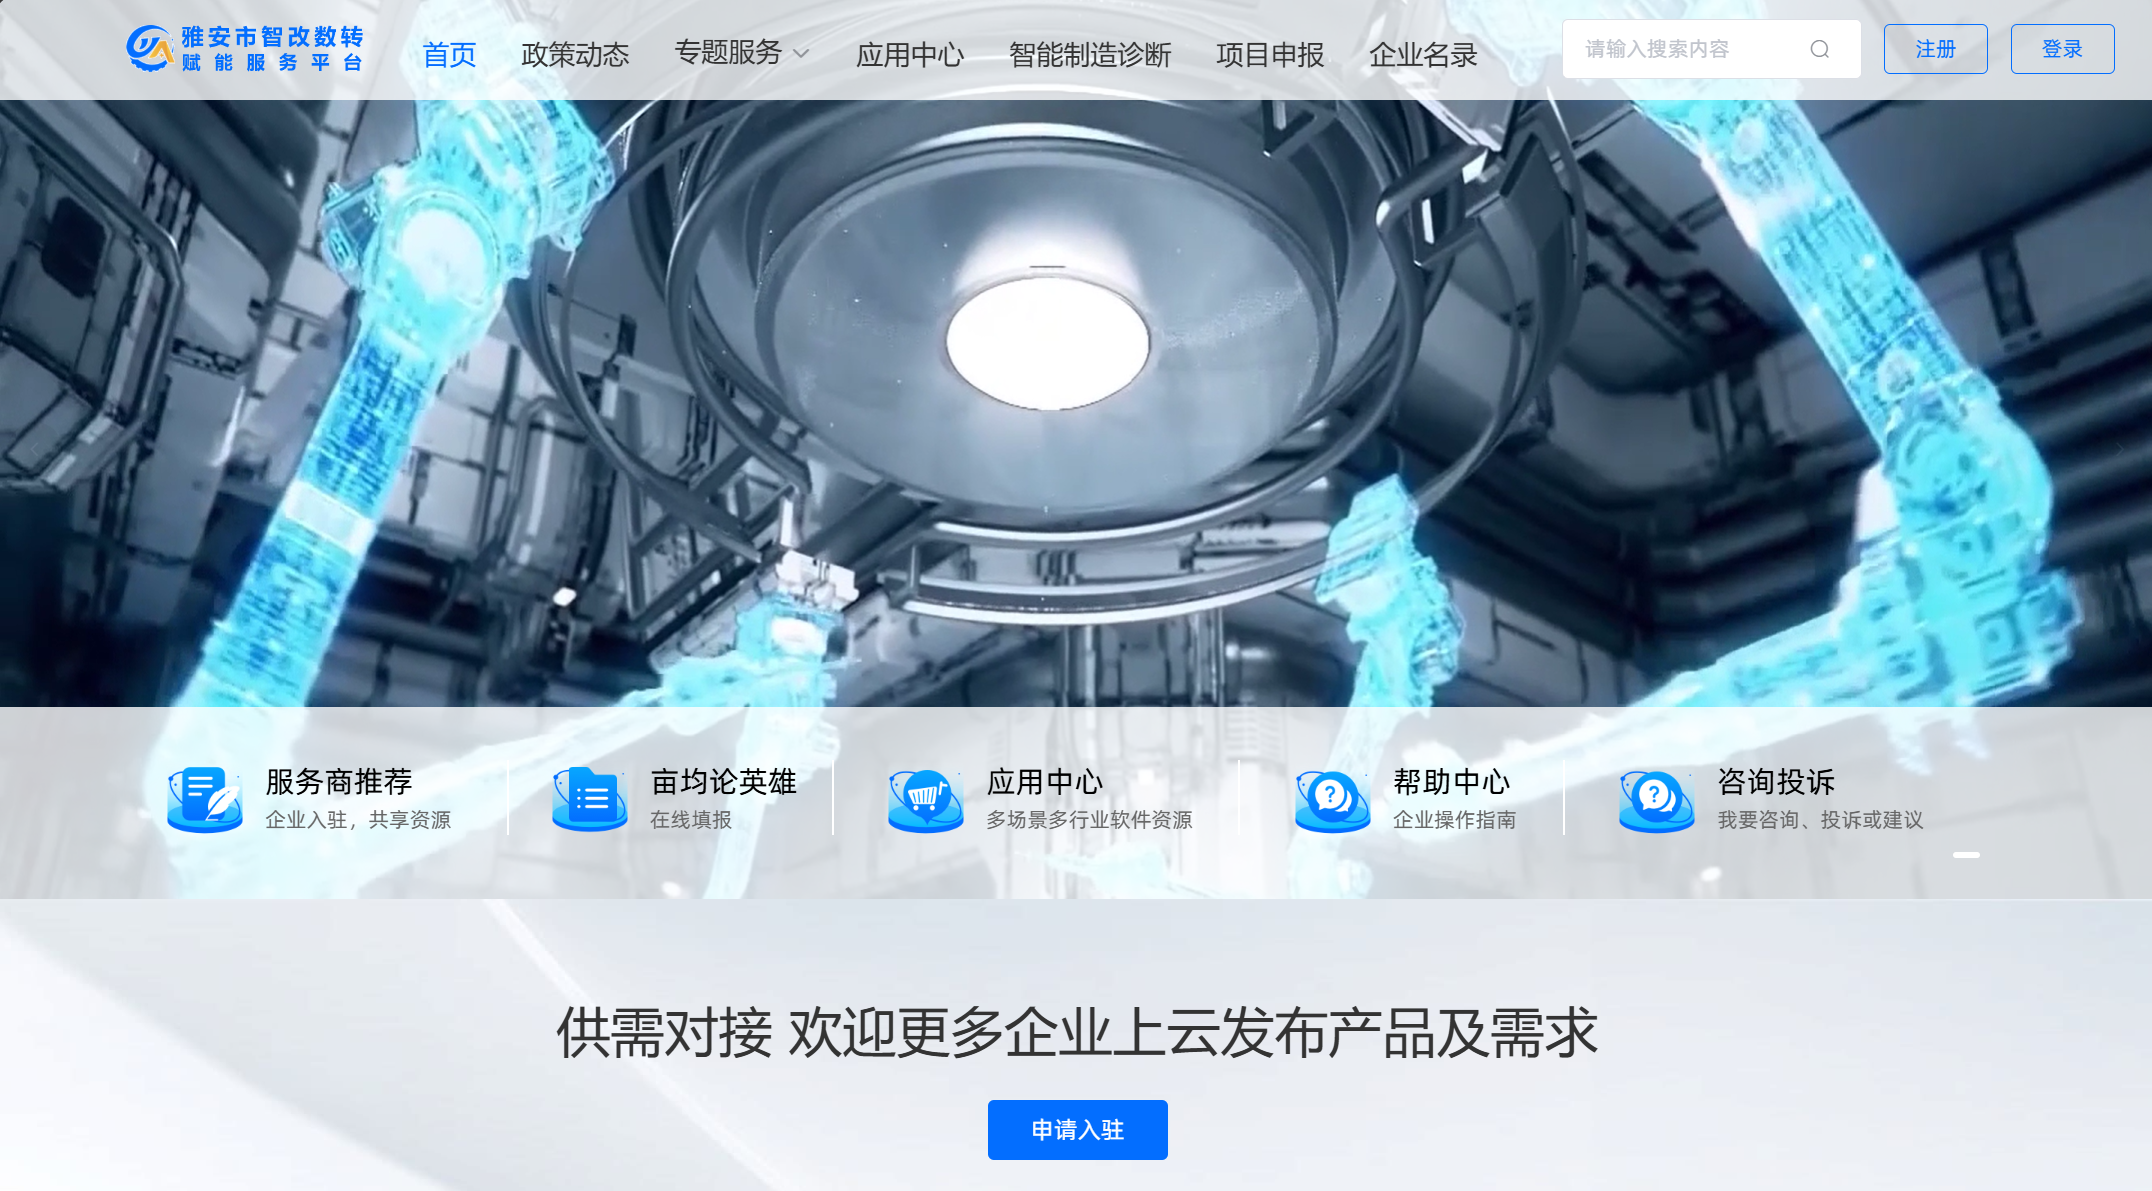 雅安市智改数转
赋能服务平台
首页
政策动态
专题服务
应用中心
智能制造诊断
项目申报
企业名录
请输入搜索内容
注册
登录
服务商推荐
企业入驻，共享资源
亩均论英雄
在线填报
应用中心
多场景多行业软件资源
帮助中心
企业操作指南
咨询投诉
我要咨询、投诉或建议
供需对接 欢迎更多企业上云发布产品及需求
申请入驻